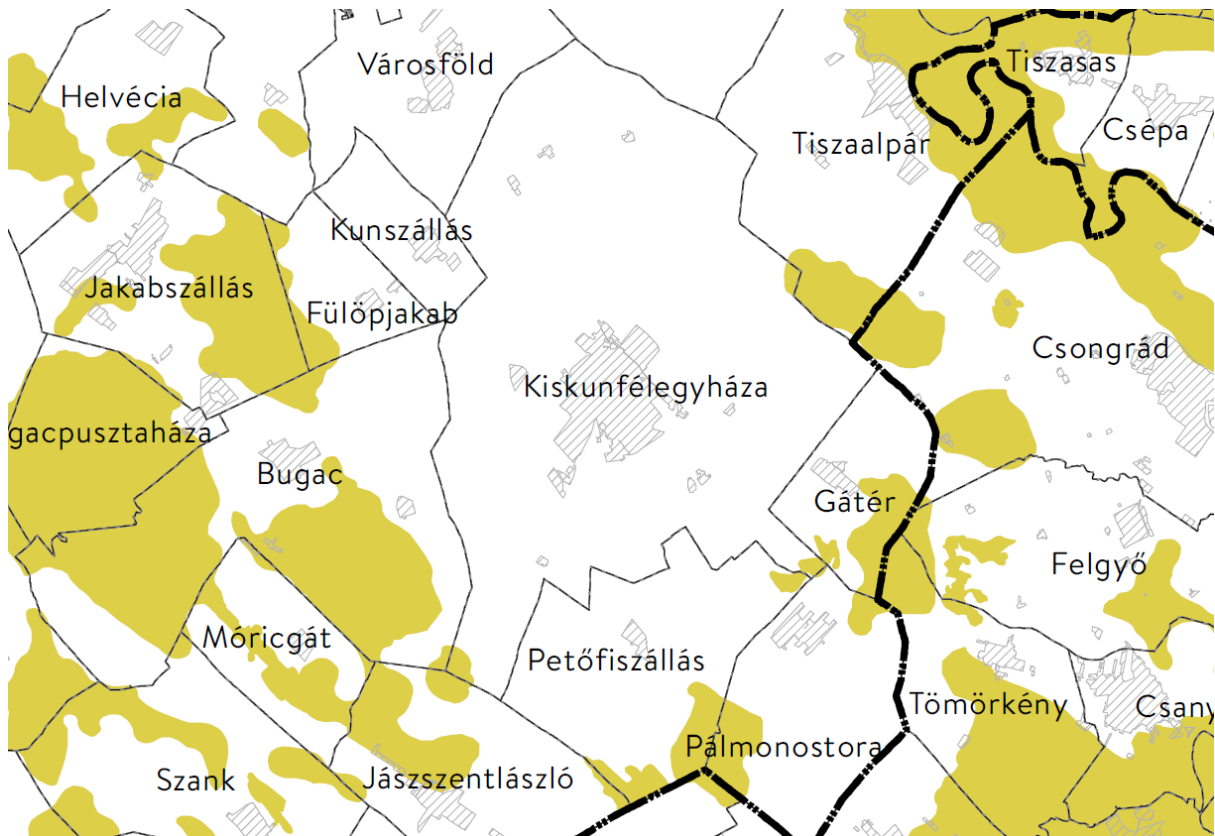 Városföld
Tiszasas
Helvécia
Csépa
Tiszaalpár
Kunszállás
Jakabszállás
Fülöpjakab
Csongrád
Kiskunfélegyháza
gacpusztaháza
Bugac
Gátér
Felgyő
Móricgát
Petőfiszállás
Tömörkény
Csany
Pálmonostora
Szank
Jászszentlászló